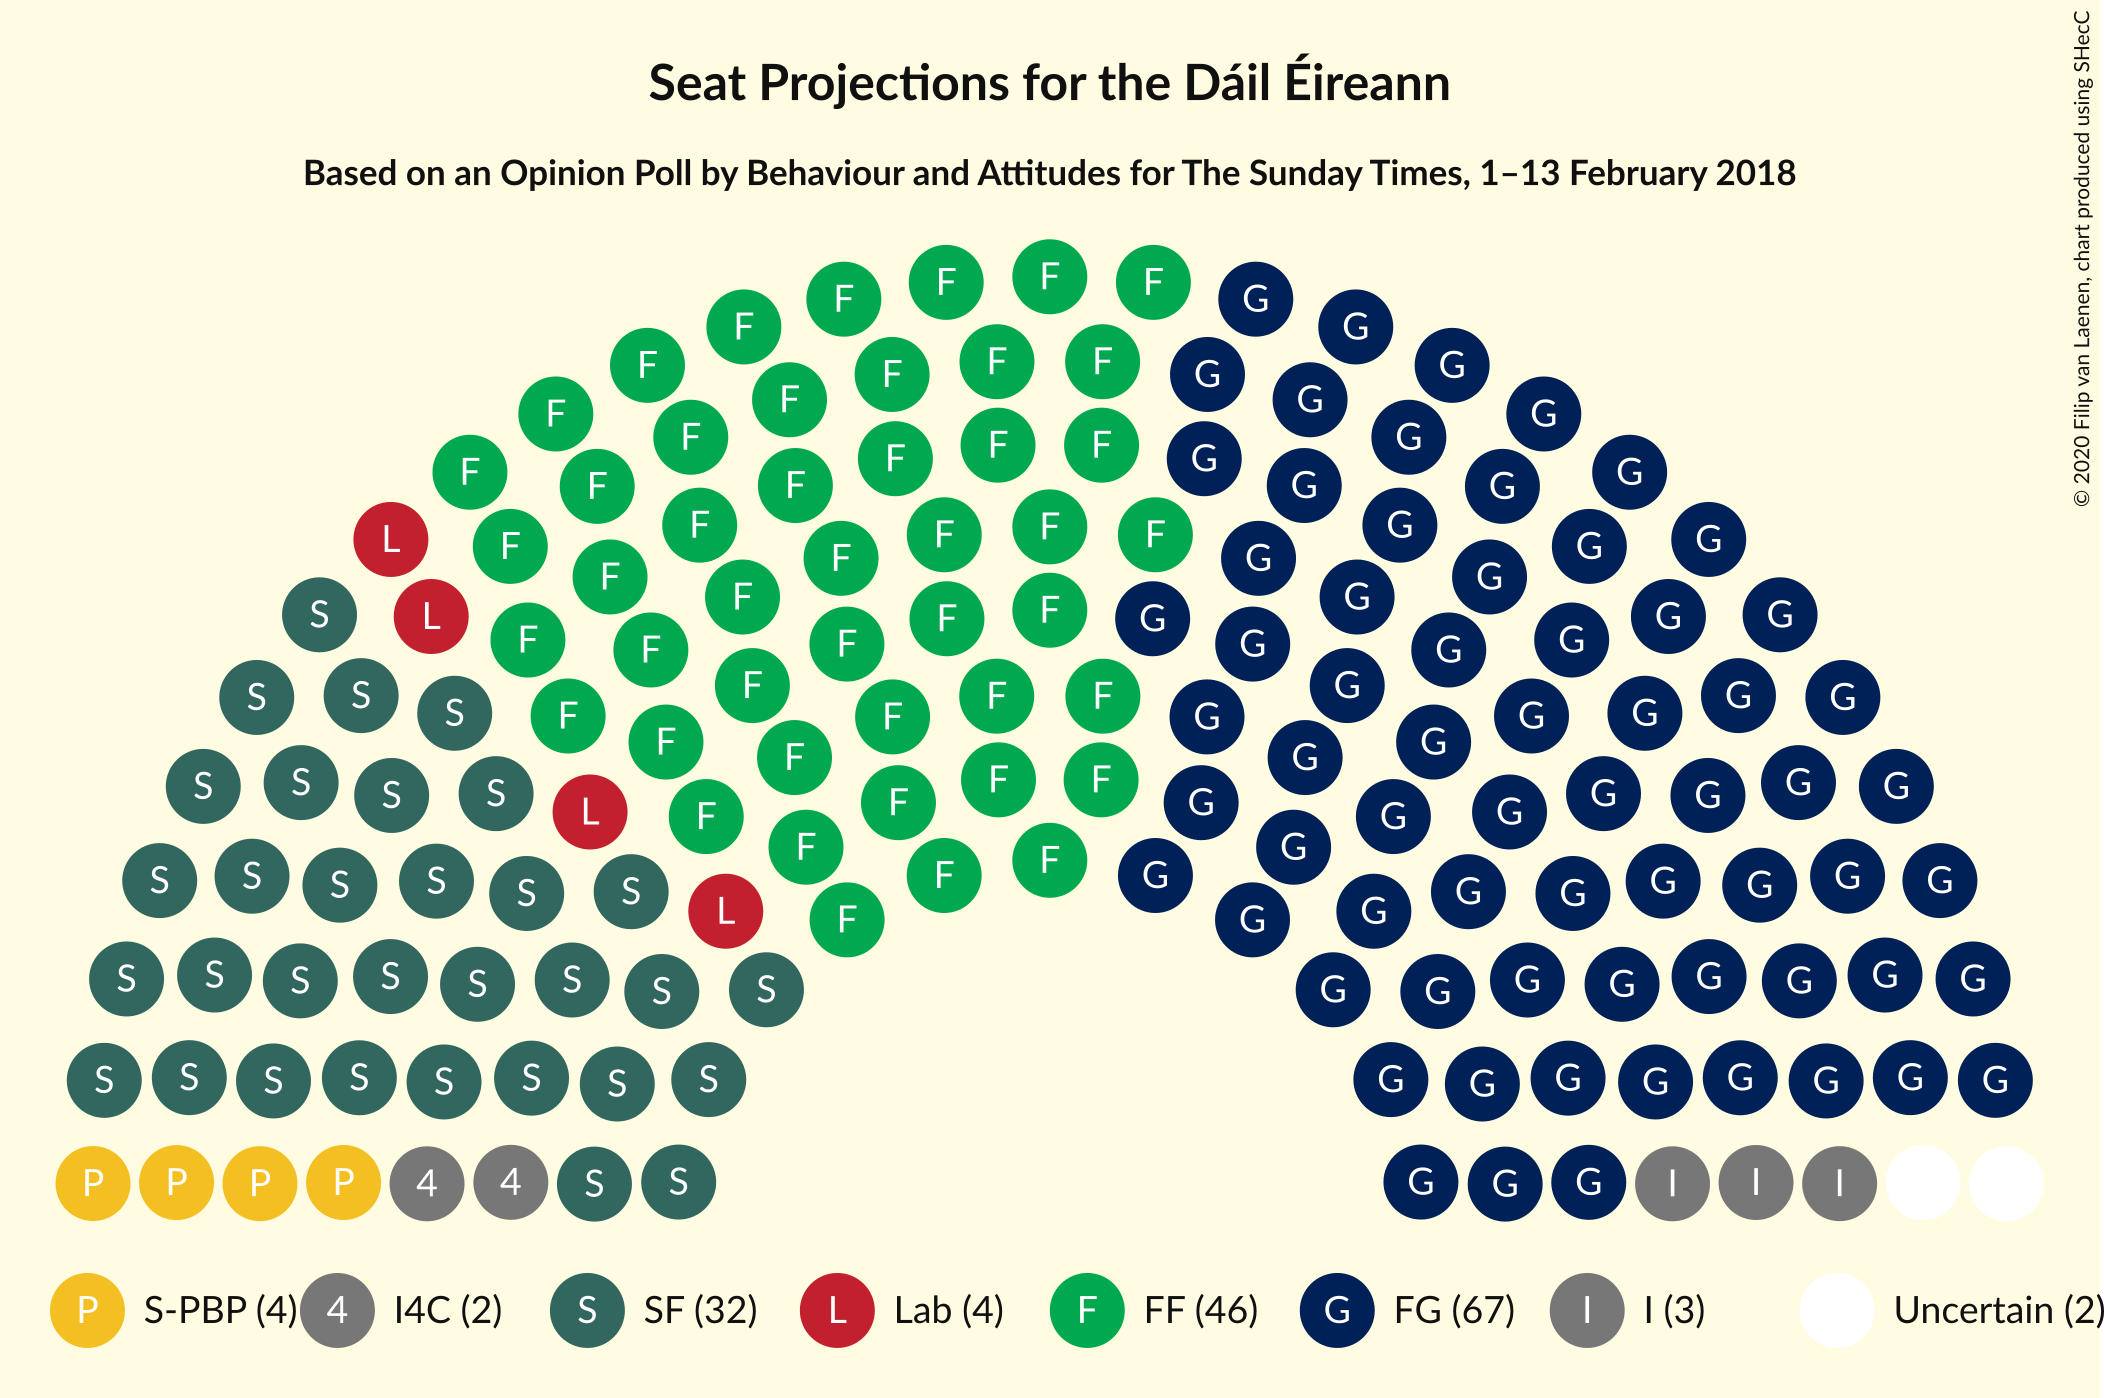 Seat Projections for the Dáil Éireann
Based on an Opinion Poll by Behaviour and Attitudes for The Sunday Times, 1–13 February 2018
© 2020 Filip van Laenen, chart produced using SHecC
F F F F
F G
F G
F F F F G G
F F G G
F F F F G G
F F G G
F F F G G
L F F F F G G G
F F F G G
S L F F F F G G G G
F F G G
S S S F F F F G G G G
F F F G G G
S S S S L F F F F G G G G G G
F F G G
S S S S S S L F F F G G G G G G G G G
F G
S S S S S S S S G G G G G G G G
S S S S S S S S G G G G G G G G
P P P P 4 4 S S G G G I I I
P S-PBP (4) 4 I4C (2) S SF (32) L Lab (4) F FF (46) G FG (67) I I (3) Uncertain (2)